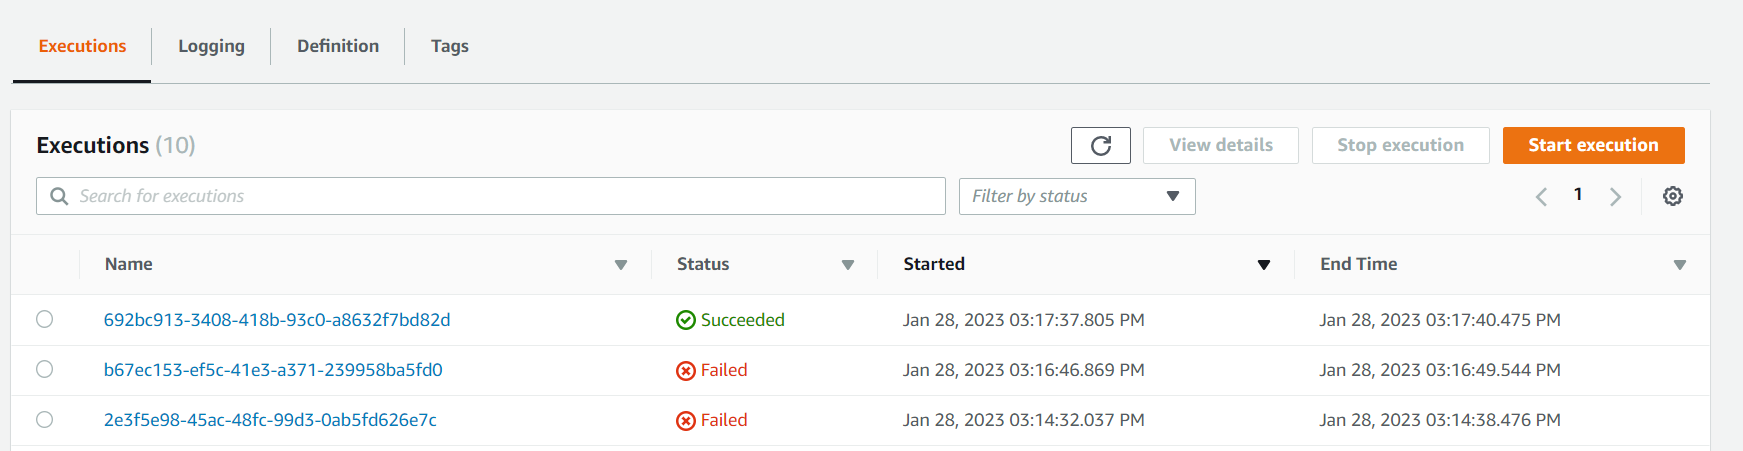 Executions Logging Definition Tags
Executions (10) View details Stop execution Start execution
Search for executions Filter by status 1
Name Status Started End Time
692bc913-3408-418b-93c0-a8632f7bd82d Succeeded Jan 28, 2023 03:17:37.805 PM Jan 28, 2023 03:17:40.475 PM
b67ec153-ef5c-41e3-a371-239958ba5fd0 Failed Jan 28, 2023 03:16:46.869 PM Jan 28, 2023 03:16:49.544 PM
2e3f5e98-45ac-48fc-99d3-0ab5fd626e7c Failed Jan 28, 2023 03:14:32.037 PM Jan 28, 2023 03:14:38.476 PM